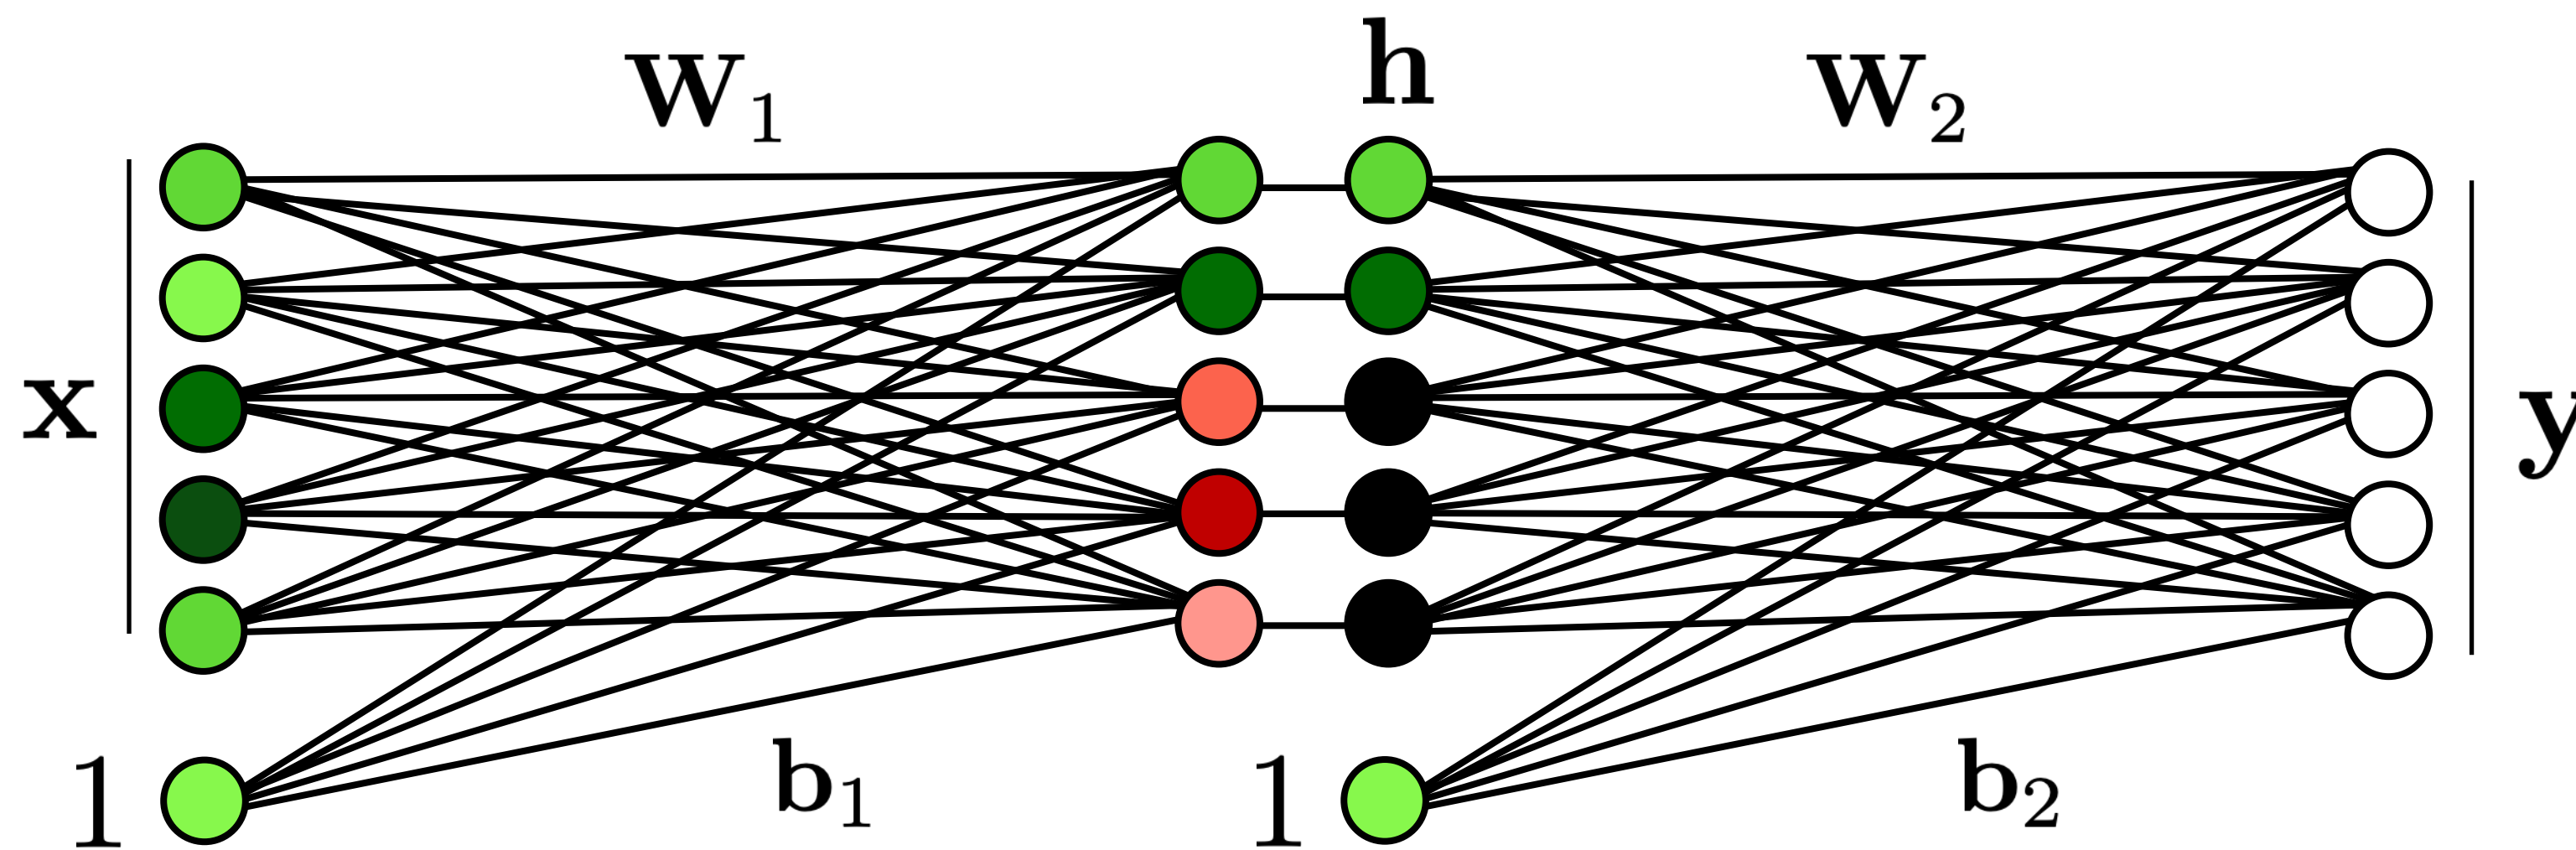 W₁ h W₂
x y
1 b₁ 1 b₂